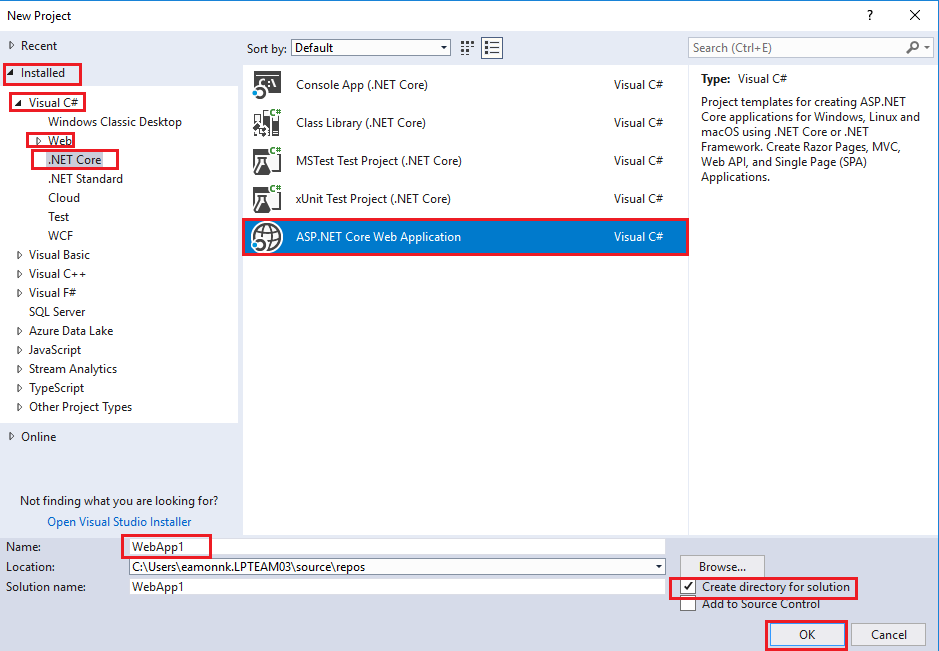 New Project
?
Recent
Installed
Visual C#
Windows Classic Desktop
Web
.NET Core
.NET Standard
Cloud
Test
WCF
Visual Basic
Visual C++
Visual F#
SQL Server
Azure Data Lake
JavaScript
Stream Analytics
TypeScript
Other Project Types
Online
Not finding what you are looking for?
Open Visual Studio Installer
Sort by: Default
Console App (.NET Core) Visual C#
Class Library (.NET Core) Visual C#
MSTest Test Project (.NET Core) Visual C#
xUnit Test Project (.NET Core) Visual C#
ASP.NET Core Web Application Visual C#
Search (Ctrl+E)
Type: Visual C#
Project templates for creating ASP.NET
Core applications for Windows, Linux and
macOS using .NET Core or .NET
Framework. Create Razor Pages, MVC,
Web API, and Single Page (SPA)
Applications.
Name: WebApp1
Location: C:\Users\eamonnk.LPTEAM03\source\repos
Browse...
Solution name: WebApp1
Create directory for solution
Add to Source Control
OK
Cancel